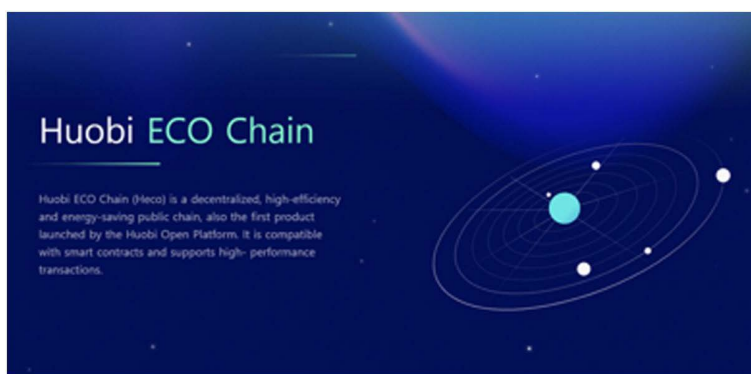 Huobi ECO Chain
Huobi ECO Chain (Heco) is a decentralized, high-efficiency
and energy-saving public chain, also the first product
launched by the Huobi Open Platform. It is compatible
with smart contracts and supports high- performance
transactions.